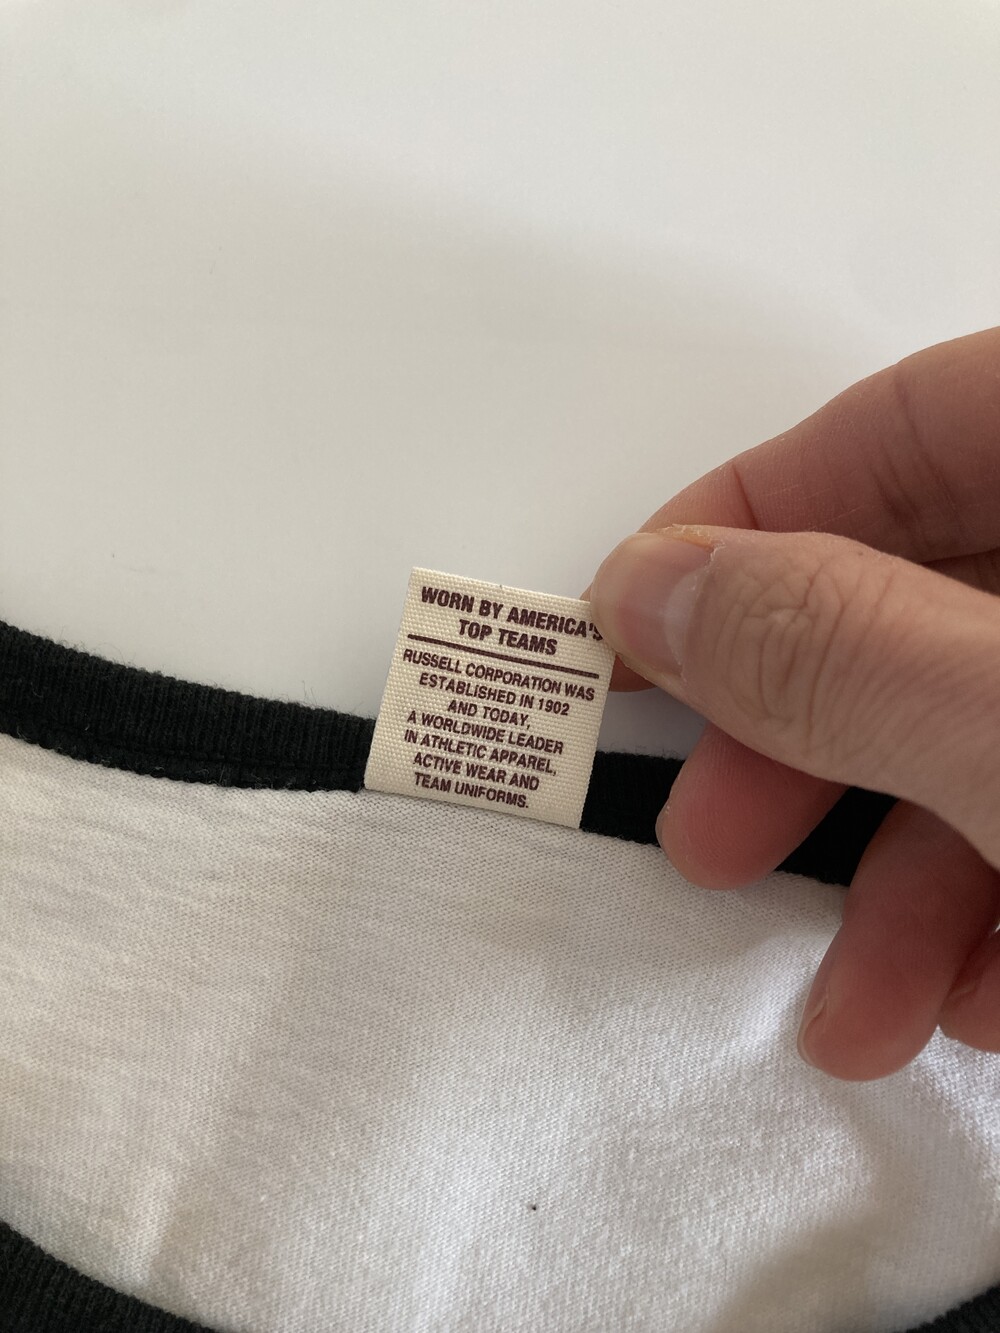 WORN BY AMERICA'S
TOP TEAMS
RUSSELL CORPORATION WAS
ESTABLISHED IN 1902
AND TODAY,
A WORLDWIDE LEADER
IN ATHLETIC APPAREL,
ACTIVE WEAR AND
TEAM UNIFORMS.